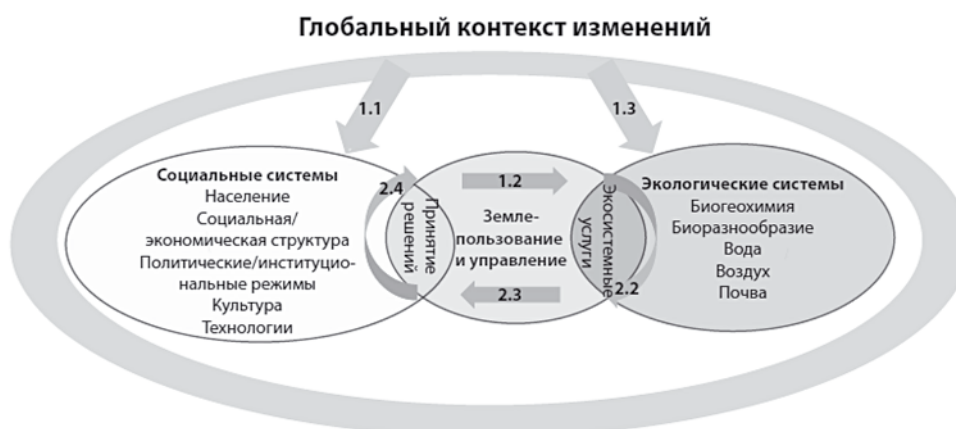 Глобальный контекст изменений
1.1
1.3
Социальные системы
Население
Социальная/
экономическая структура
Политические/институцио-
нальные режимы
Культура
Технологии
2.4
Принятие
решений
1.2
Земле-
пользование
и управление
2.3
Экосистемные
услуги
2.2
Экологические системы
Биогеохимия
Биоразнообразие
Вода
Воздух
Почва